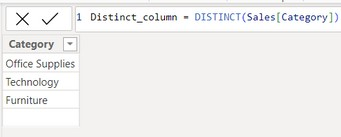 1 Distinct_column = DISTINCT(Sales[Category])
Category
Office Supplies
Technology
Furniture